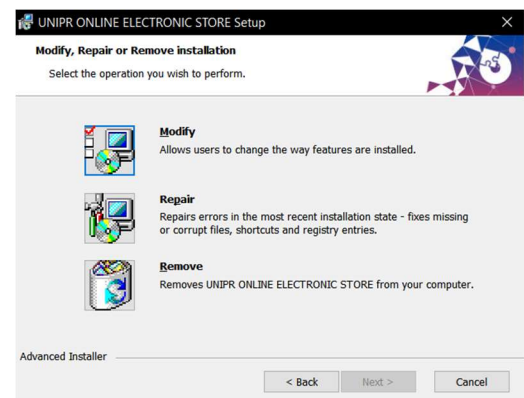 UNIPR ONLINE ELECTRONIC STORE Setup
Modify, Repair or Remove installation
Select the operation you wish to perform.
Modify
Allows users to change the way features are installed.
Repair
Repairs errors in the most recent installation state - fixes missing
or corrupt files, shortcuts and registry entries.
Remove
Removes UNIPR ONLINE ELECTRONIC STORE from your computer.
Advanced Installer
< Back Next > Cancel